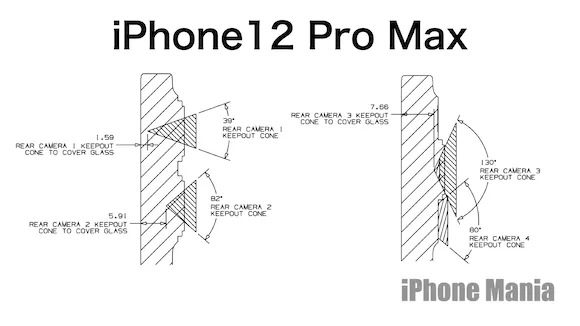 iPhone12 Pro Max
39°
REAR CAMERA 1
KEEPOUT CONE
1.59
REAR CAMERA 1 KEEPOUT
CONE TO COVER GLASS
82°
REAR CAMERA 2
KEEPOUT CONE
5.91
REAR CAMERA 2 KEEPOUT
CONE TO COVER GLASS
7.66
REAR CAMERA 3 KEEPOUT
CONE TO COVER GLASS
130°
REAR CAMERA 3
KEEPOUT CONE
80°
REAR CAMERA 4
KEEPOUT CONE
iPhone Mania